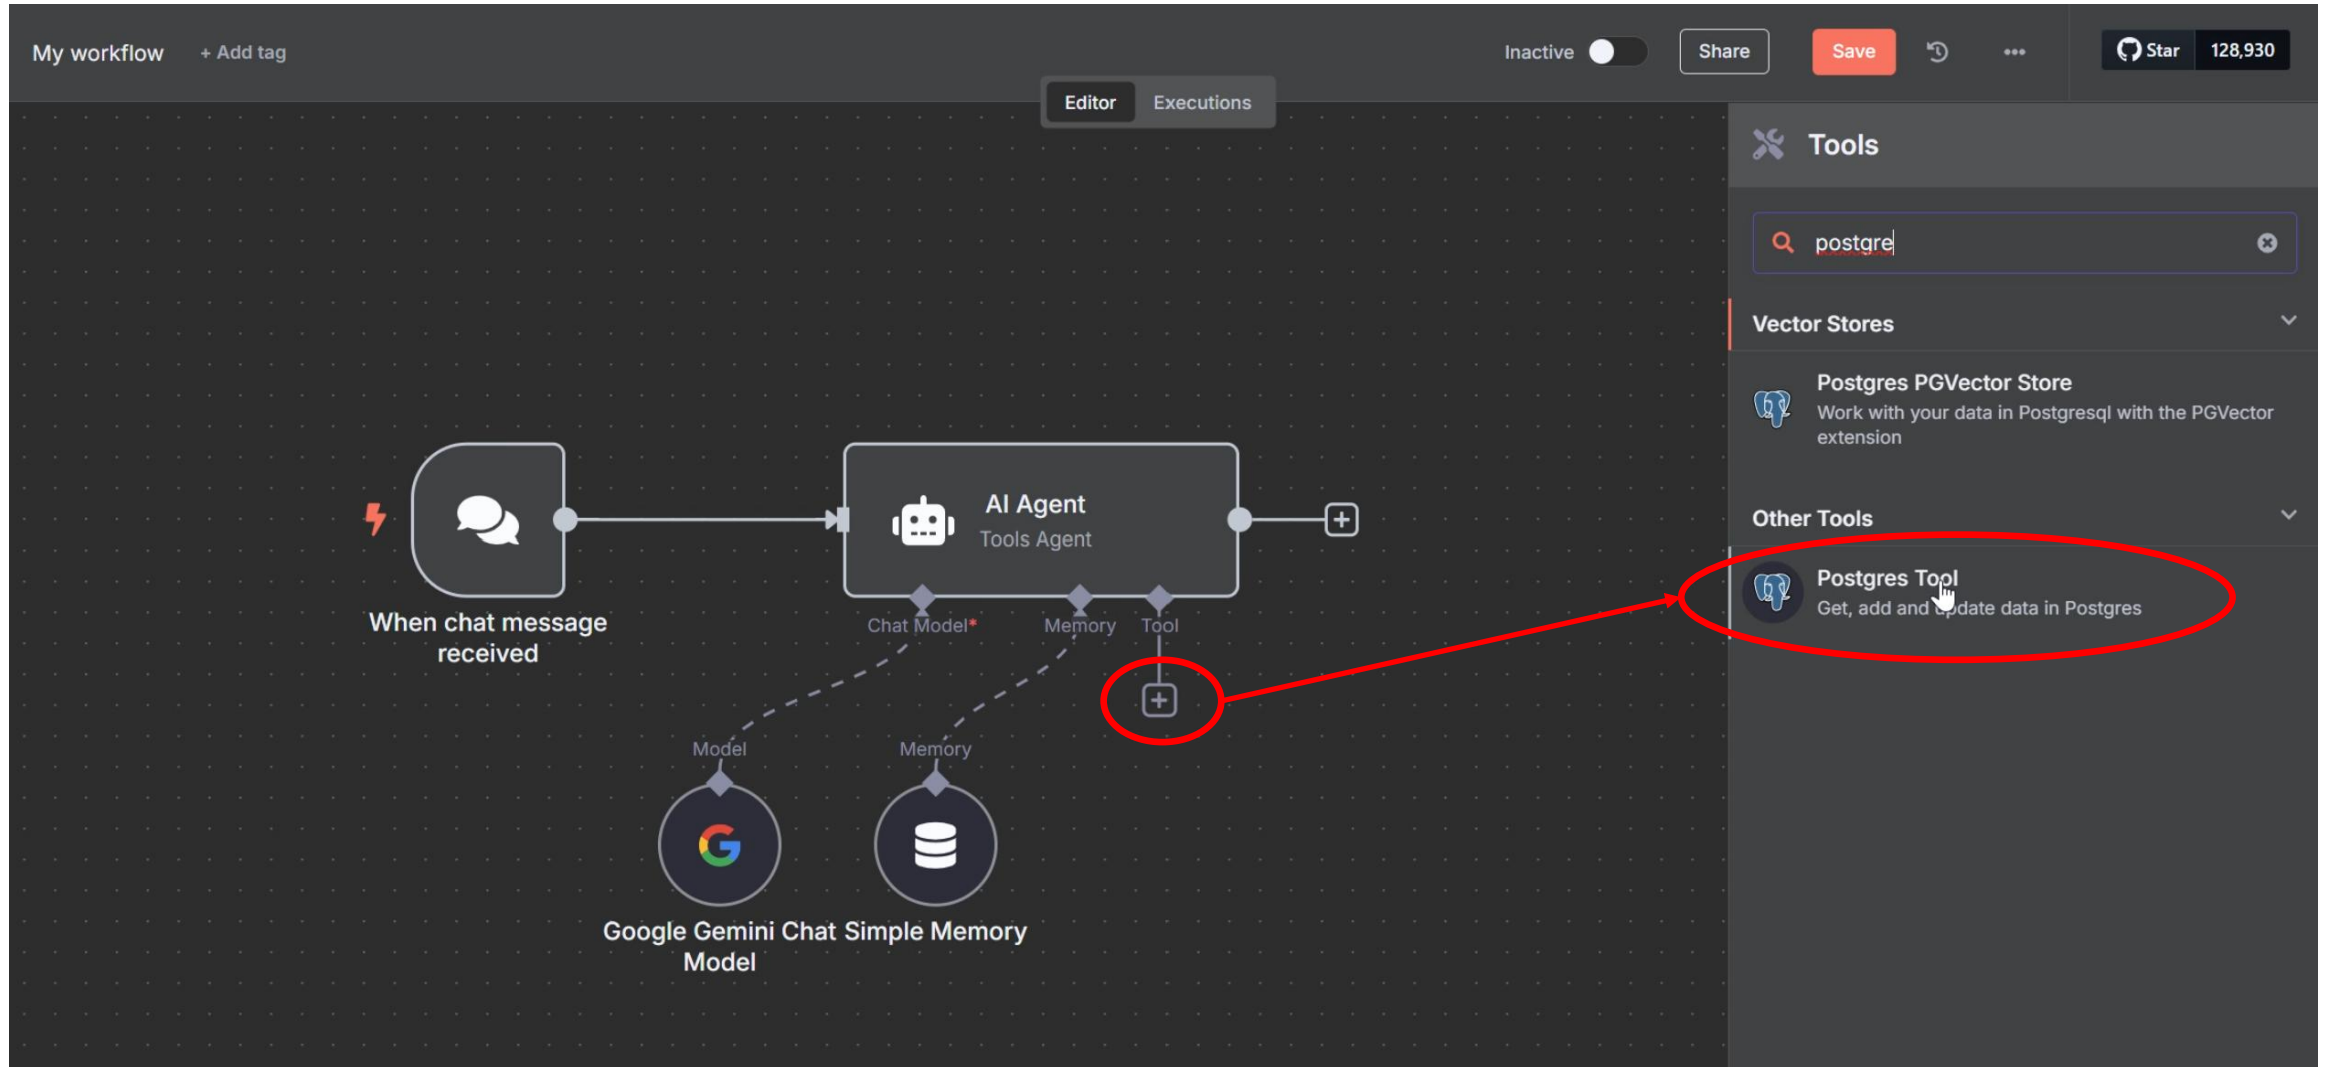 My workflow
+ Add tag
Inactive
Share
Save
Star
128,930
Editor
Executions
Tools
postgre
Vector Stores
Postgres PGVector Store
Work with your data in Postgresql with the PGVector
extension
Other Tools
Postgres Tool
Get, add and update data in Postgres
When chat message
received
AI Agent
Tools Agent
Chat Model*
Memory
Tool
Model
Memory
Google Gemini Chat
Model
Simple Memory